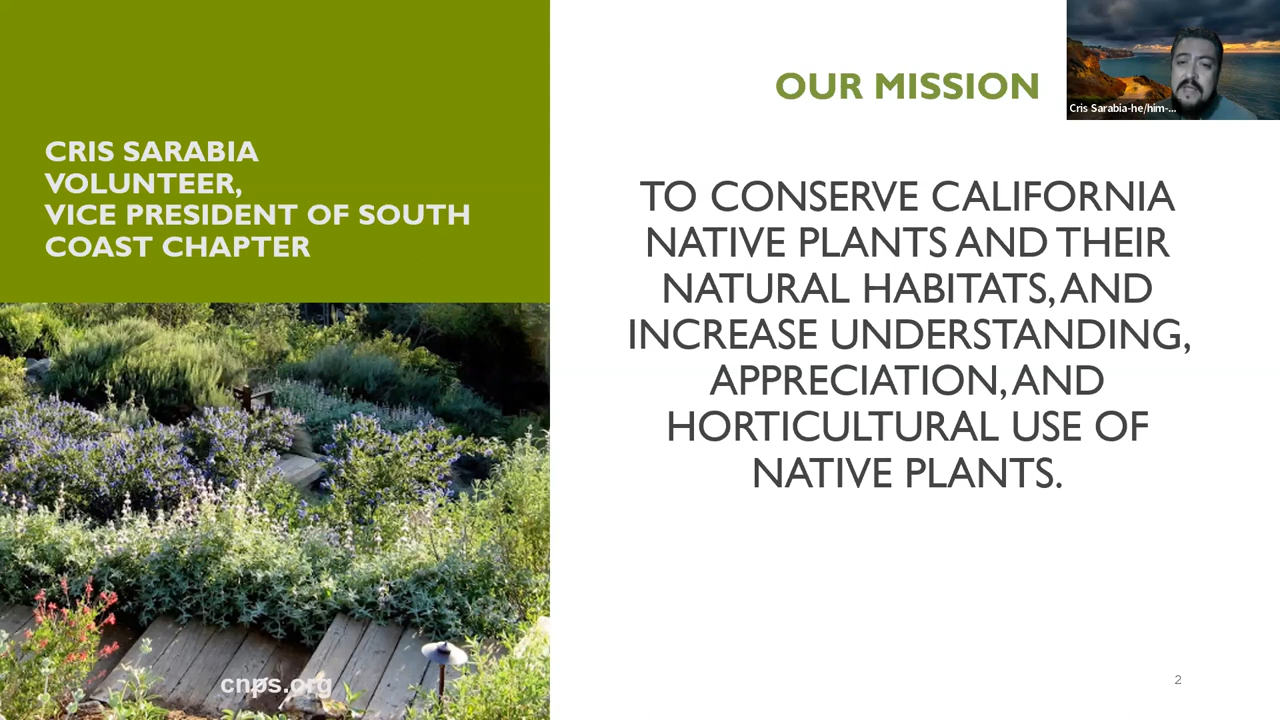 CRIS SARABIA
VOLUNTEER,
VICE PRESIDENT OF SOUTH
COAST CHAPTER
cnps.org
OUR MISSION
Cris Sarabia-he/him-...
TO CONSERVE CALIFORNIA
NATIVE PLANTS AND THEIR
NATURAL HABITATS, AND
INCREASE UNDERSTANDING,
APPRECIATION, AND
HORTICULTURAL USE OF
NATIVE PLANTS.
2